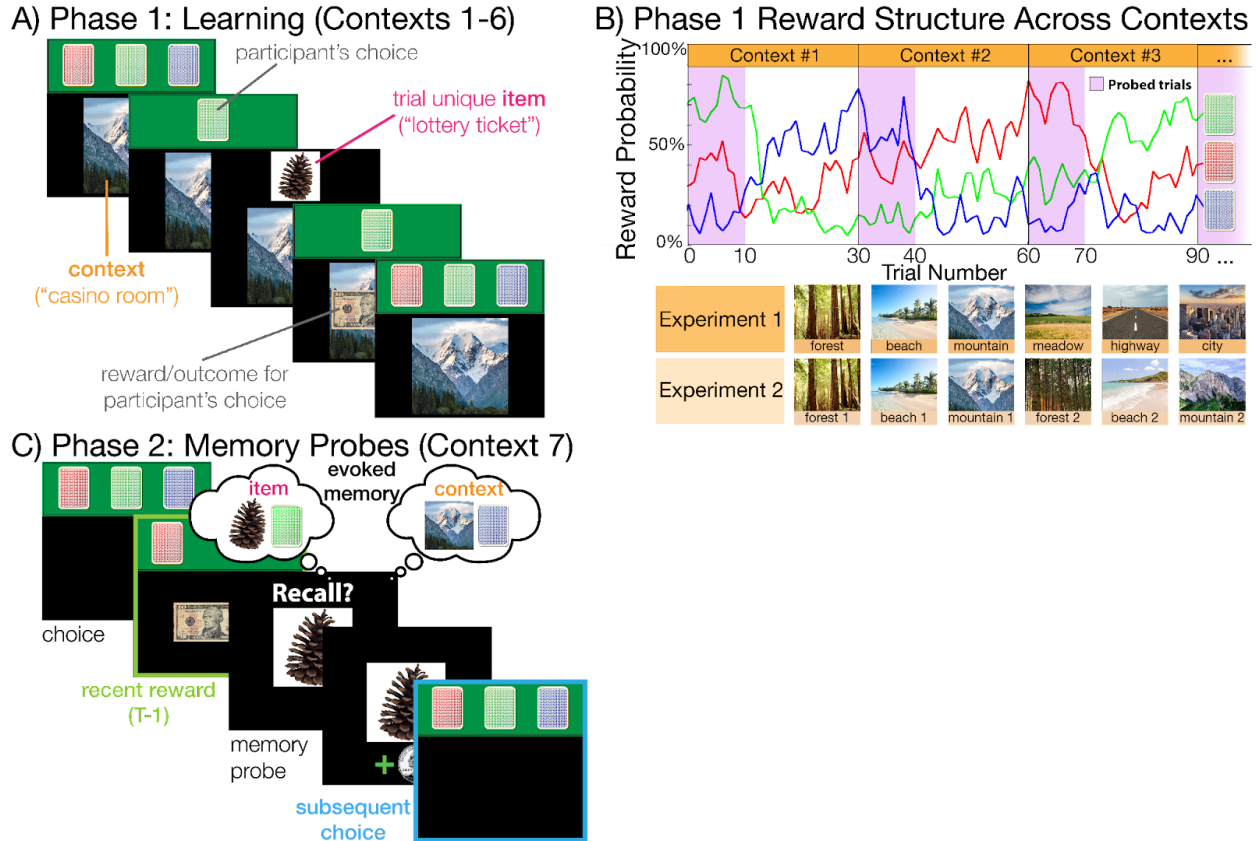 A) Phase 1: Learning (Contexts 1-6)
participant's choice
trial unique item
("lottery ticket")
context
("casino room")
reward/outcome for
participant's choice
B) Phase 1 Reward Structure Across Contexts
Reward Probability
100%
50%
0%
Context #1
Context #2
Context #3
...
Probed trials
0
10
30
40
60
70
90
...
Trial Number
Experiment 1
forest
beach
mountain
meadow
highway
city
Experiment 2
forest 1
beach 1
mountain 1
forest 2
beach 2
mountain 2
C) Phase 2: Memory Probes (Context 7)
item
evoked
memory
context
Recall?
choice
recent reward
(T-1)
memory
probe
+
subsequent
choice